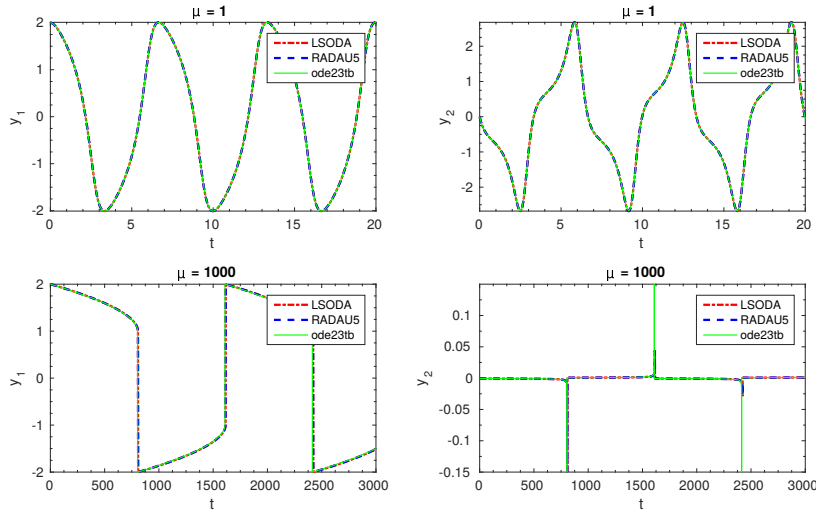 μ = 1
2
1
0
-1
-2
y1
0
5
10
15
20
t
LSODA
RADAU5
ode23tb
μ = 1
2
1
0
-1
-2
y2
0
5
10
15
20
t
LSODA
RADAU5
ode23tb
μ = 1000
2
1
0
-1
-2
y1
0
500
1000
1500
2000
2500
3000
t
LSODA
RADAU5
ode23tb
μ = 1000
0.1
0.05
0
-0.05
-0.1
-0.15
y2
0
500
1000
1500
2000
2500
3000
t
LSODA
RADAU5
ode23tb